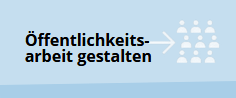 Öffentlichkeits-
arbeit gestalten